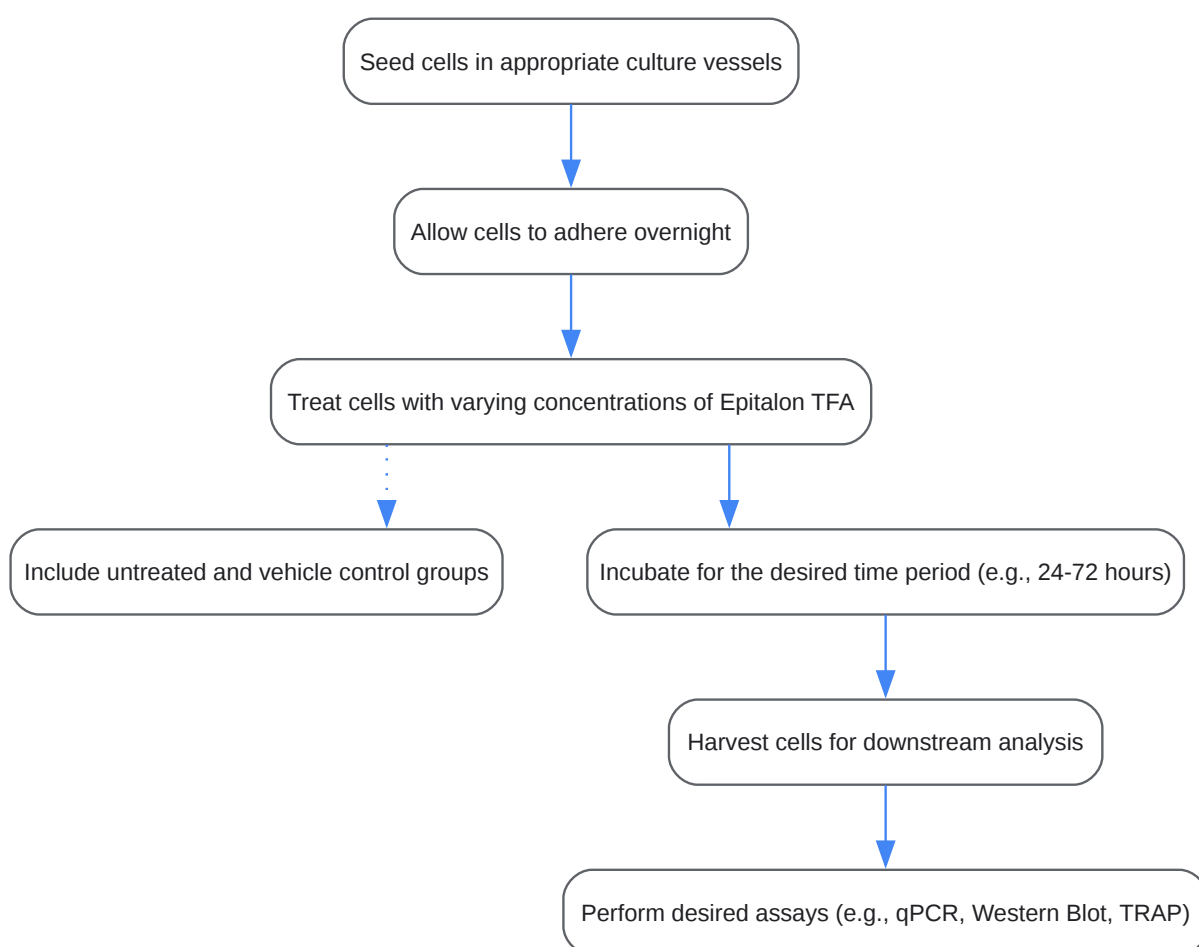 Seed cells in appropriate culture vessels
Allow cells to adhere overnight
Treat cells with varying concentrations of Epitalon TFA
Include untreated and vehicle control groups
Incubate for the desired time period (e.g., 24-72 hours)
Harvest cells for downstream analysis
Perform desired assays (e.g., qPCR, Western Blot, TRAP)